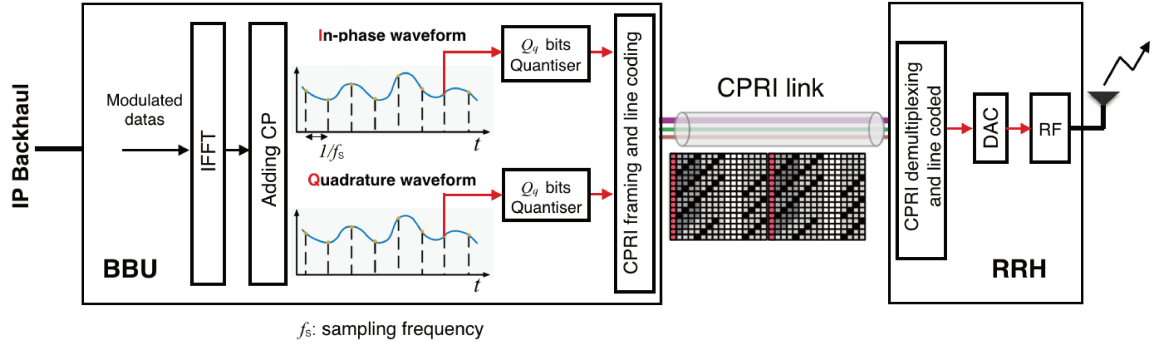 IP Backhaul
BBU
Modulated
datas
IFFT
Adding CP
In-phase waveform
1/fs
t
Quadrature waveform
t
Qq bits
Quantiser
Qq bits
Quantiser
CPRI framing and line coding
CPRI link
CPRI demultiplexing
and line coded
DAC
RF
RRH
fs: sampling frequency